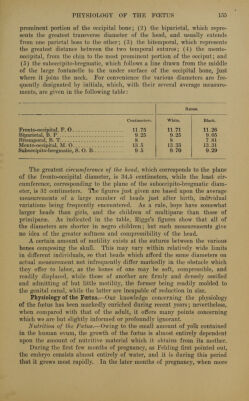 PHYSIOLOGY OF THE FŒTUS 155
prominent portion of the occipital bone; (2) the biparietal, which repre-
sents the greatest transverse diameter of the head, and usually extends
from one parietal boss to the other; (3) the bitemporal, which represents
the greatest distance between the two temporal sutures; (4) the mento-
occipital, from the chin to the most prominent portion of the occiput; and
(5) the suboccipito-bregmatic, which follows a line drawn from the middle
of the large fontanelle to the under surface of the occipital bone, just
where it joins the neck. For convenience the various diameters are fre-
quently designated by initials, which, with their several average measure-
ments, are given in the following table:
RACES.
Centimeters. White. Black.
Fronto-occipital, F. O. 11.75 11.71 11.26
Biparietal, B. P. 9.25 9.25 8.95
Bitemporal, B. T. 8 8
Mento-occipital, M. O. 13.5 13.33 13.31
Suboccipito-bregmatic, S. O. B. 9.5 9.70 9.29
The greatest circumference of the head, which corresponds to the plane
of the fronto-occipital diameter, is 34.5 centimeters, while the least cir-
cumference, corresponding to the plane of the suboccipito-bregmatic diam-
eter, is 32 centimeters. The figures just given are based upon the average
measurements of a large number of heads just after birth, individual
variations being frequently encountered. As a rule, boys have somewhat
larger heads than girls, and the children of multiparæ than those of
primiparæ. As indicated in the table, Riggs's figures show that all of
the diameters are shorter in negro children; but such measurements give
no idea of the greater softness and compressibility of the head.
A certain amount of motility exists at the sutures between the various
bones composing the skull. This may vary within relatively wide limits
in different individuals, so that heads which afford the same diameters on
actual measurement not infrequently differ markedly in the obstacle which
they offer to labor, as the bones of one may be soft, compressible, and
readily displaced, while those of another are firmly and densely ossified
and admitting of but little motility, the former being readily molded to
the genital canal, while the latter are incapable of reduction in size.
Physiology of the Fœtus.—Our knowledge concerning the physiology
of the fœtus has been markedly enriched during recent years; nevertheless,
when compared with that of the adult, it offers many points concerning
which we are but slightly informed or profoundly ignorant.
Nutrition of the Fœtus.—Owing to the small amount of yolk contained
in the human ovum, the growth of the fœtus is almost entirely dependent
upon the amount of nutritive material which it obtains from its mother.
During the first few months of pregnancy, as Fehling first pointed out,
the embryo consists almost entirely of water, and it is during this period
that it grows most rapidly. In the later months of pregnancy, when more